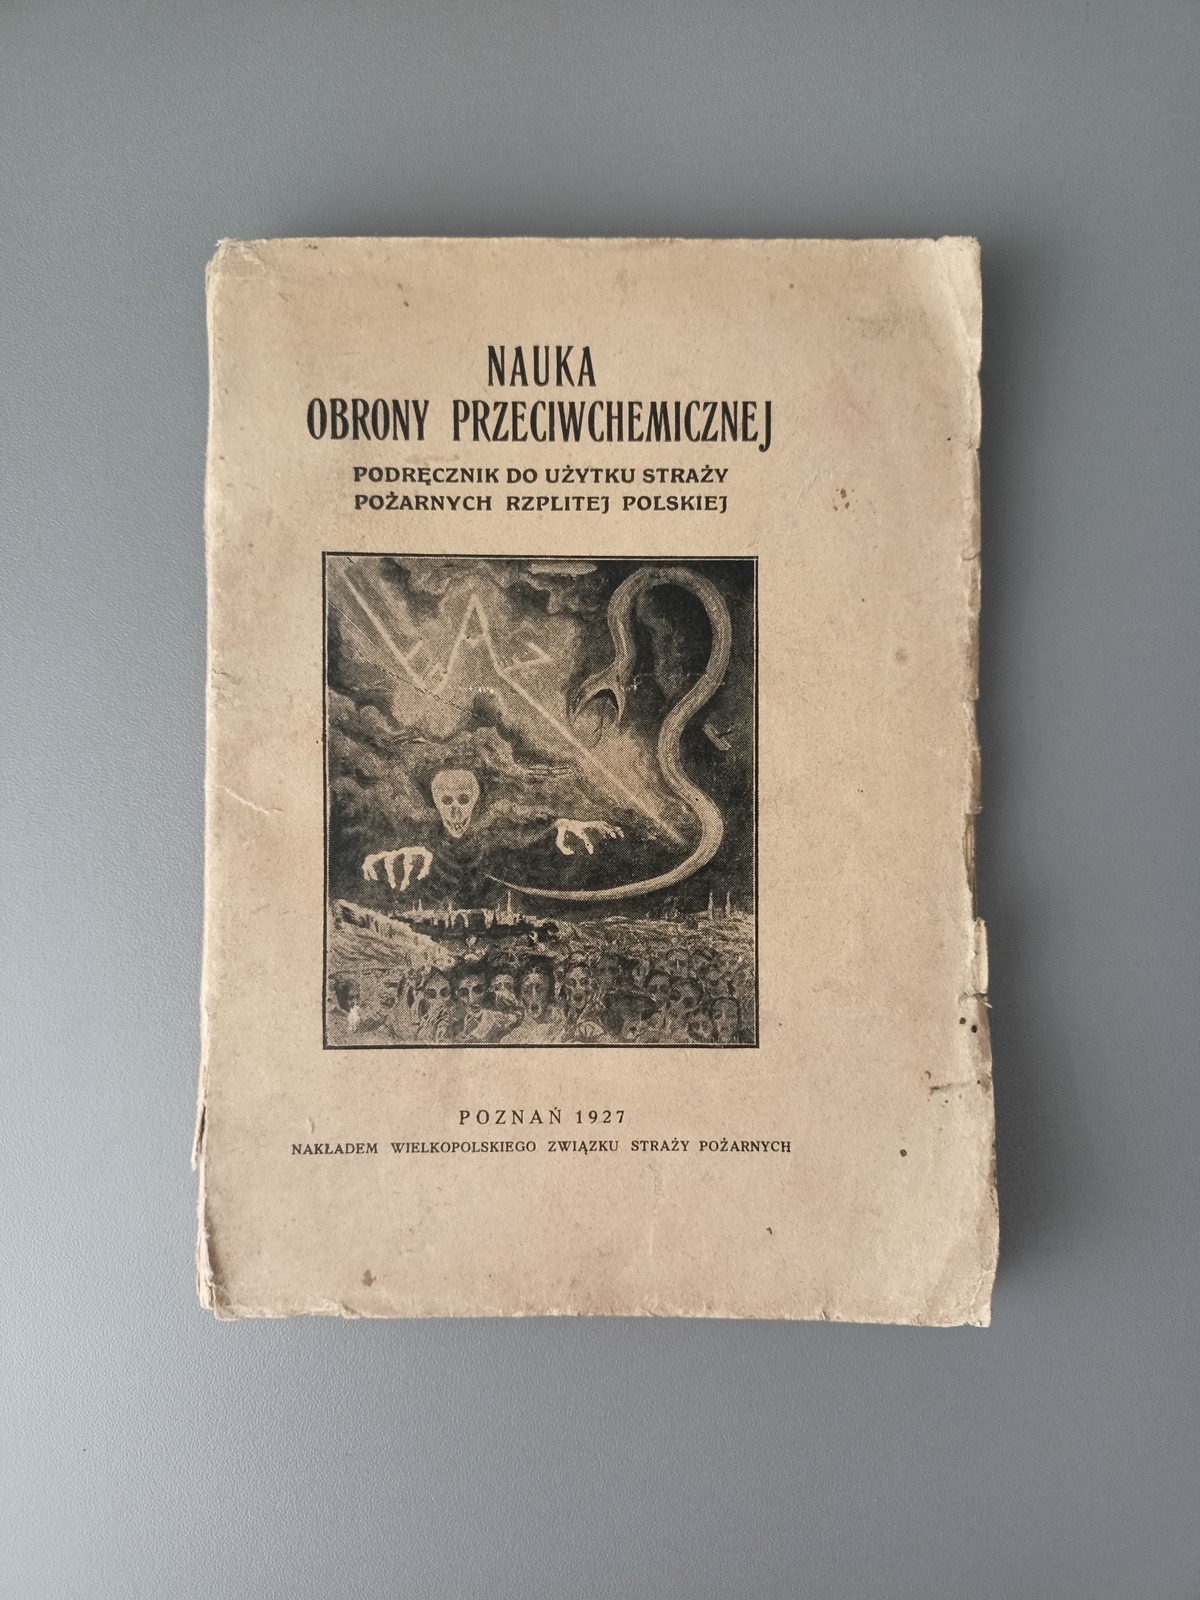 NAUKA
OBRONY PRZECIWCHEMICZNEJ
PODRĘCZNIK DO UŻYTKU STRAŻY
POŻARNYCH RZPLITEJ POLSKIEJ
POZNAŃ 1927
NAKŁADEM WIELKOPOLSKIEGO ZWIĄZKU STRAŻY POŻARNYCH